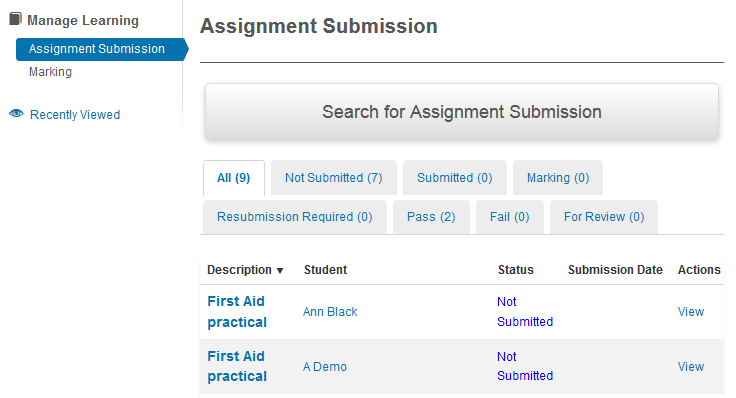 Manage Learning
Assignment Submission
Marking
Recently Viewed
Assignment Submission
Search for Assignment Submission
All (9) Not Submitted (7) Submitted (0) Marking (0)
Resubmission Required (0) Pass (2) Fail (0) For Review (0)
Description ▼ Student Status Submission Date Actions
First Aid practical Ann Black Not Submitted View
First Aid practical A Demo Not Submitted View